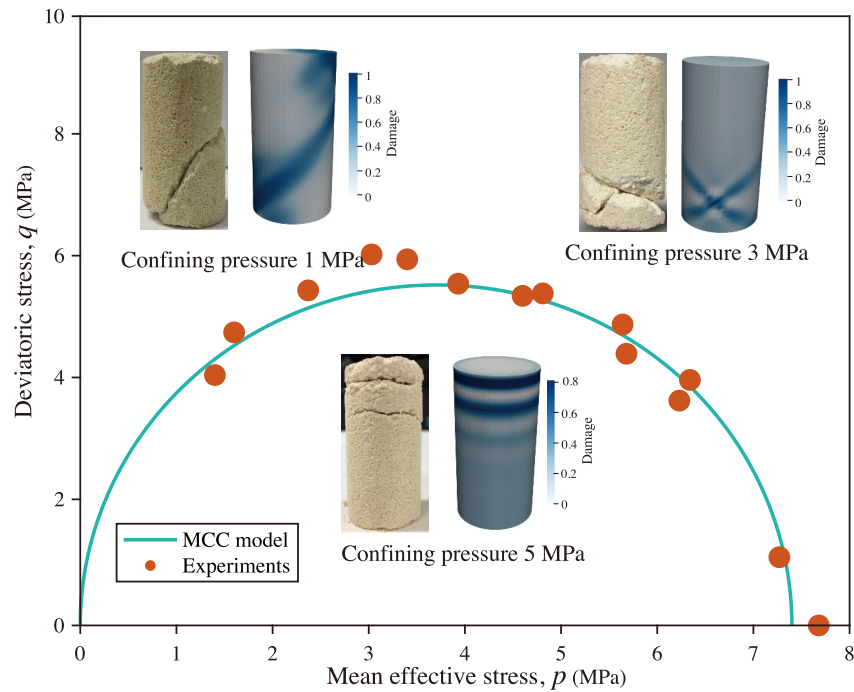 10
8
6
4
2
0
Deviatoric stress, q (MPa)
1
0.8
0.6
0.4
0.2
0
Damage
Confining pressure 1 MPa
1
0.8
0.6
0.4
0.2
0
Damage
Confining pressure 3 MPa
0.8
0.6
0.4
0.2
0
Damage
Confining pressure 5 MPa
MCC model
Experiments
0 1 2 3 4 5 6 7 8
Mean effective stress, p (MPa)